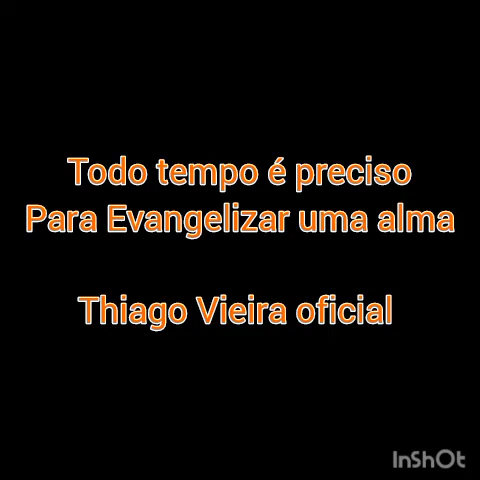 Todo tempo é preciso
Para Evangelizar uma alma
Thiago Vieira oficial
InShOt